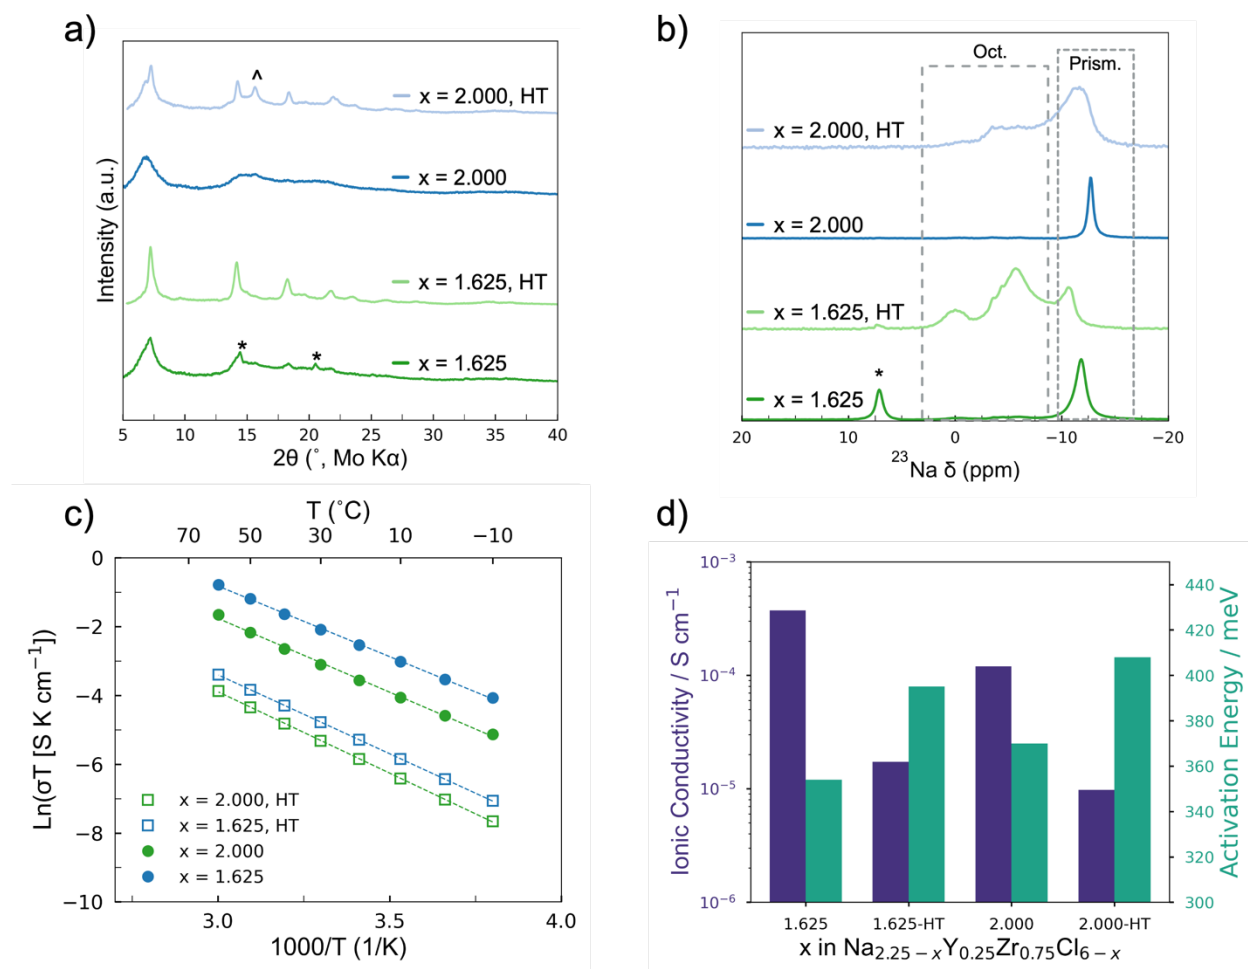 a)
^
x = 2.000, HT
x = 2.000
x = 1.625, HT
* *
x = 1.625
Intensity (a.u.)
5 10 15 20 25 30 35 40
2θ (°, Mo Kα)
b)
Oct.
Prism.
x = 2.000, HT
x = 2.000
x = 1.625, HT
*
x = 1.625
20 10 0 −10 −20
23Na δ (ppm)
c)
T (°C)
70 50 30 10 −10
0
−2
−4
−6
−8
−10
Ln(σT [S K cm−1])
x = 2.000, HT
x = 1.625, HT
x = 2.000
x = 1.625
3.0 3.5 4.0
1000/T (1/K)
d)
10−3
10−4
10−5
10−6
Ionic Conductivity / S cm−1
440
420
400
380
360
340
320
300
Activation Energy / meV
1.625 1.625-HT 2.000 2.000-HT
x in Na2.25−xY0.25Zr0.75Cl6−x